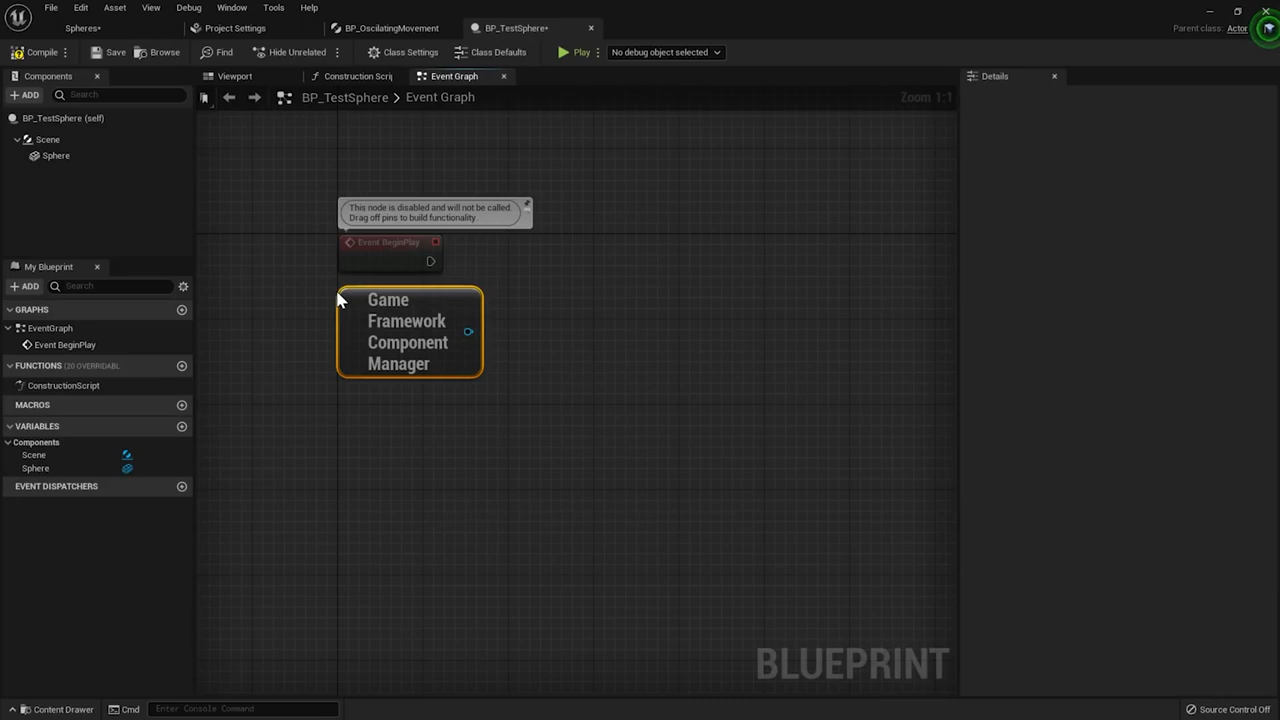 File Edit Asset View Debug Window Tools Help
Spheres•
Project Settings
BP_OscilatingMovement
BP_TestSphere•
Parent class: Actor
Compile
Save
Browse
Find
Hide Unrelated
Class Settings
Class Defaults
Play
No debug object selected
Components
Viewport
Construction Scrip
Event Graph
Details
+ ADD
Search
BP_TestSphere > Event Graph
Zoom 1:1
BP_TestSphere (self)
Scene
Sphere
This node is disabled and will not be called.
Drag off pins to build functionality.
Event BeginPlay
My Blueprint
+ ADD
Search
GRAPHS
EventGraph
Event BeginPlay
FUNCTIONS (20 OVERRIDABL
ConstructionScript
MACROS
VARIABLES
Components
Scene
Sphere
EVENT DISPATCHERS
Game
Framework
Component
Manager
BLUEPRINT
Content Drawer
Cmd
Enter Console Command
Source Control Off